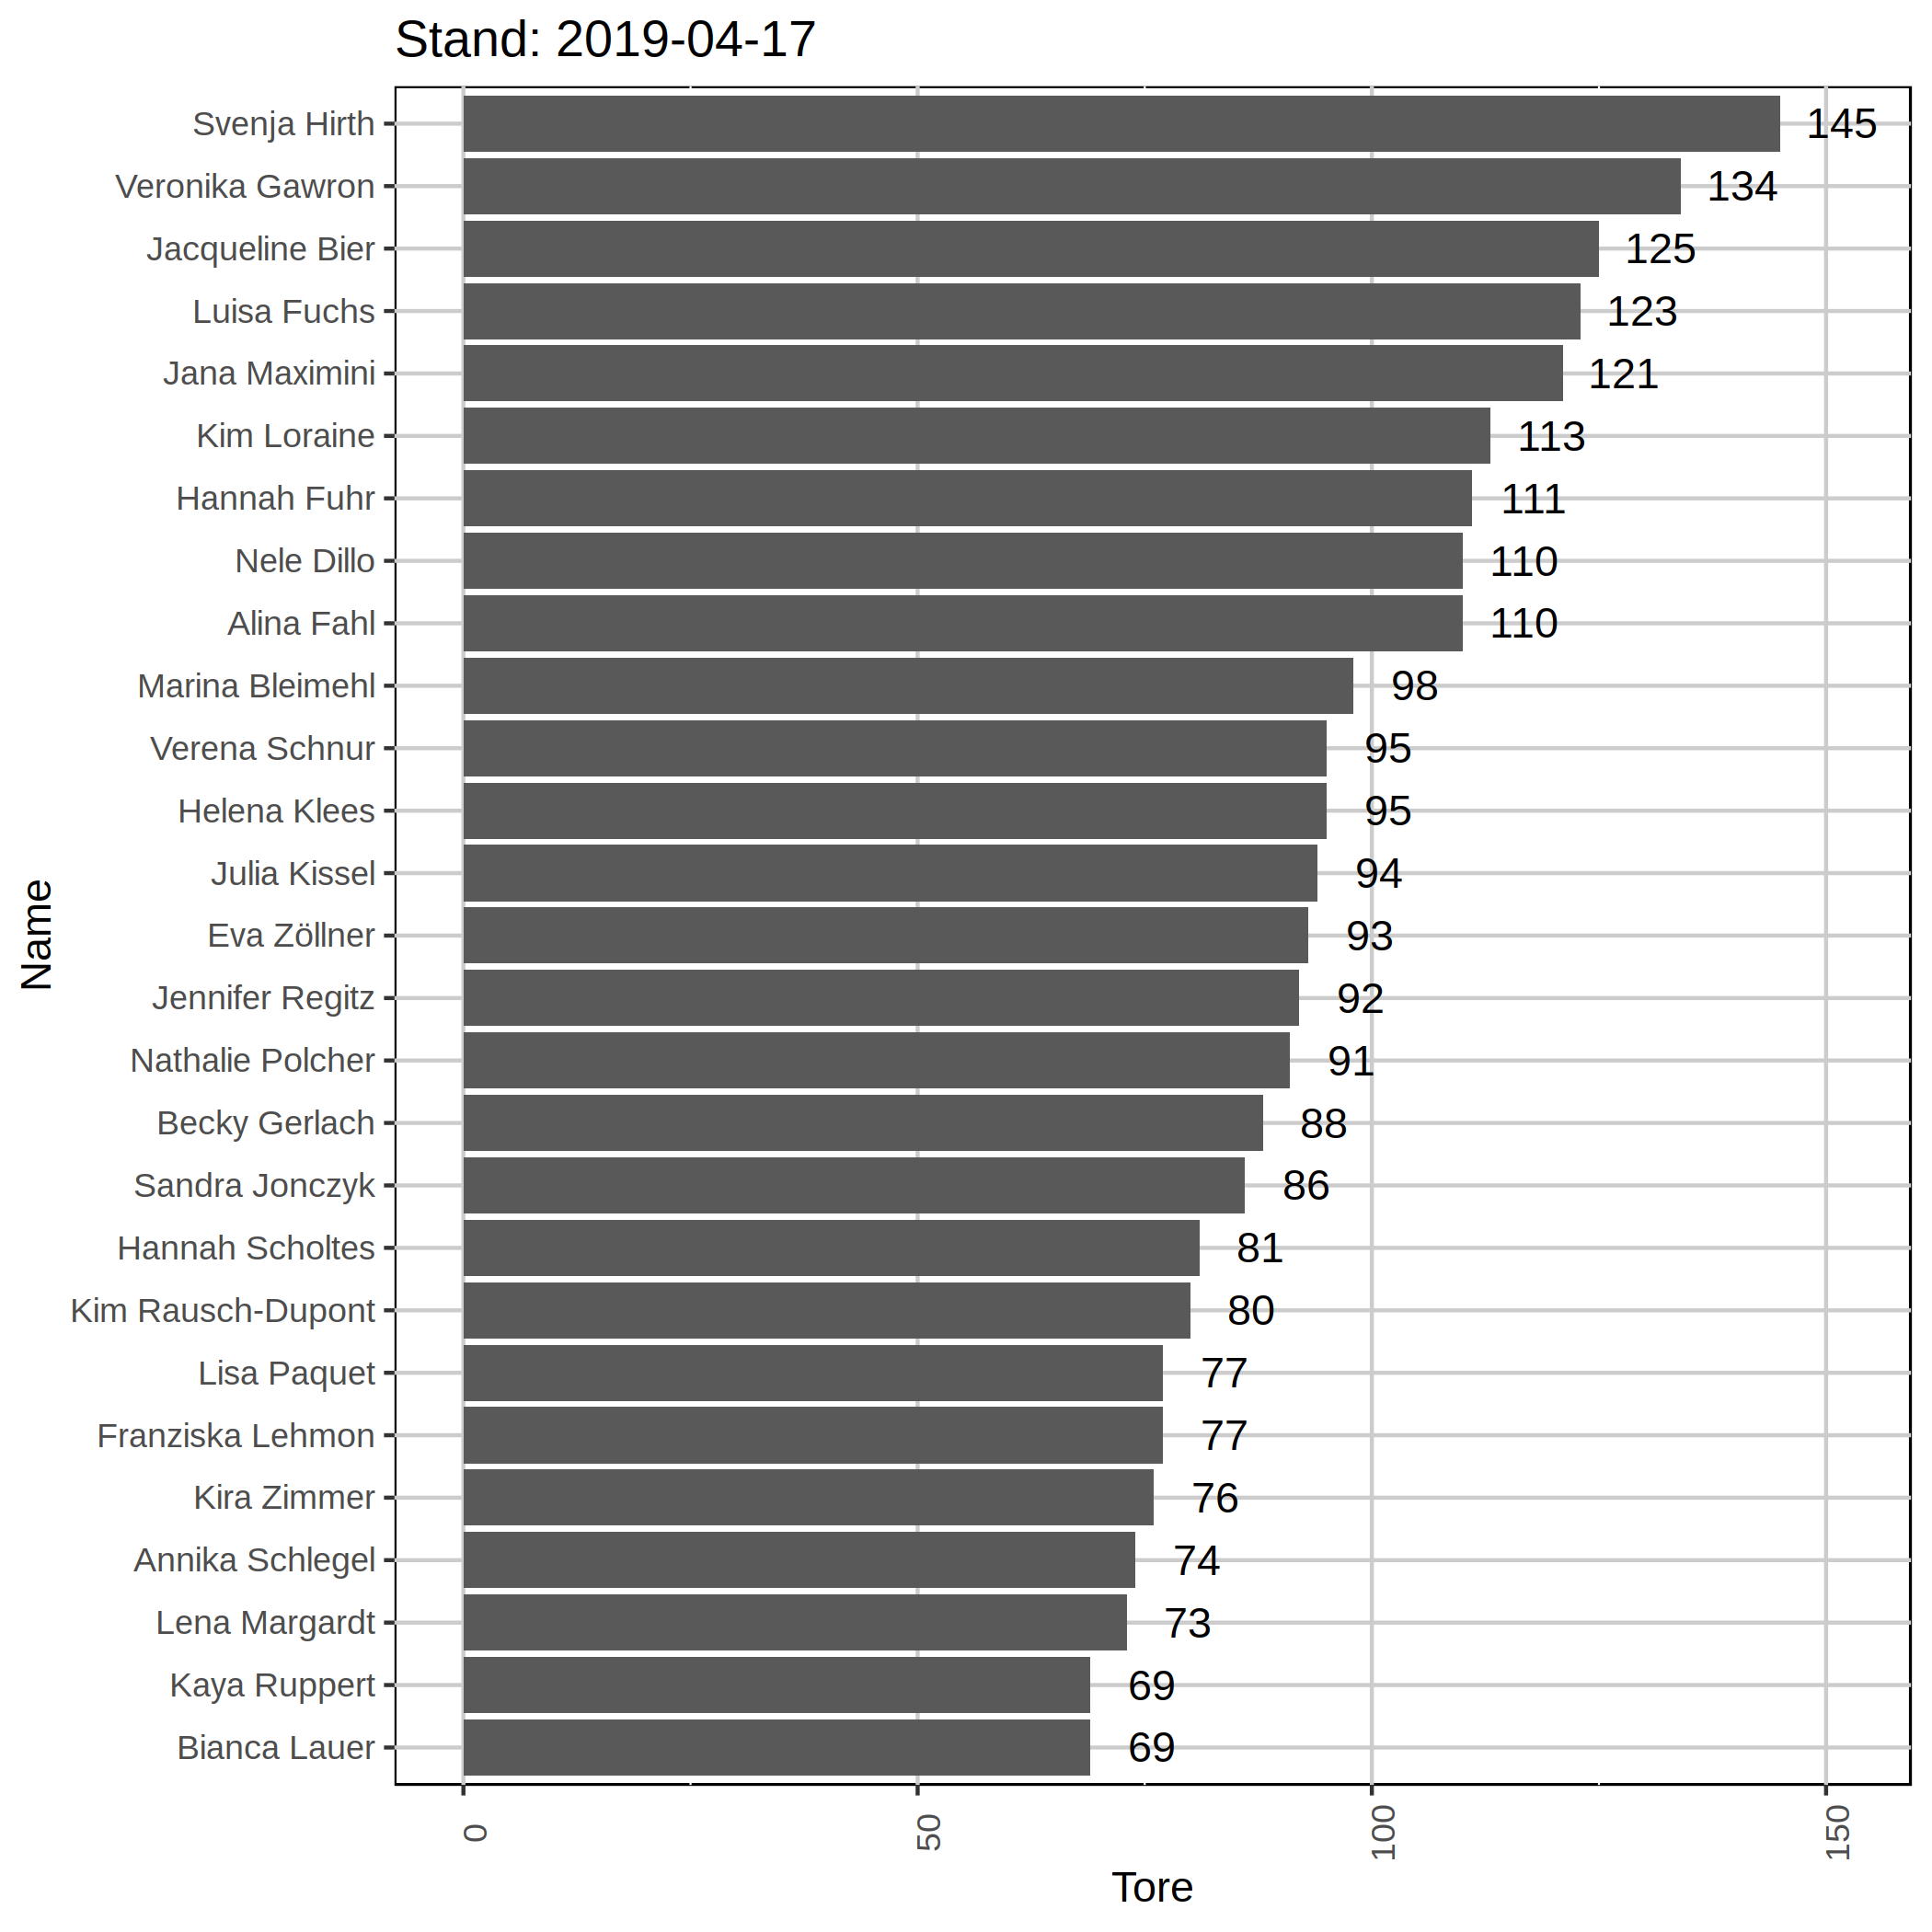 Stand: 2019-04-17
Svenja Hirth 145
Veronika Gawron 134
Jacqueline Bier 125
Luisa Fuchs 123
Jana Maximini 121
Kim Loraine 113
Hannah Fuhr 111
Nele Dillo 110
Alina Fahl 110
Marina Bleimehl 98
Verena Schnur 95
Helena Klees 95
Julia Kissel 94
Eva Zöllner 93
Jennifer Regitz 92
Nathalie Polcher 91
Becky Gerlach 88
Sandra Jonczyk 86
Hannah Scholtes 81
Kim Rausch-Dupont 80
Lisa Paquet 77
Franziska Lehmon 77
Kira Zimmer 76
Annika Schlegel 74
Lena Margardt 73
Kaya Ruppert 69
Bianca Lauer 69
Name
0 50 100 150
Tore